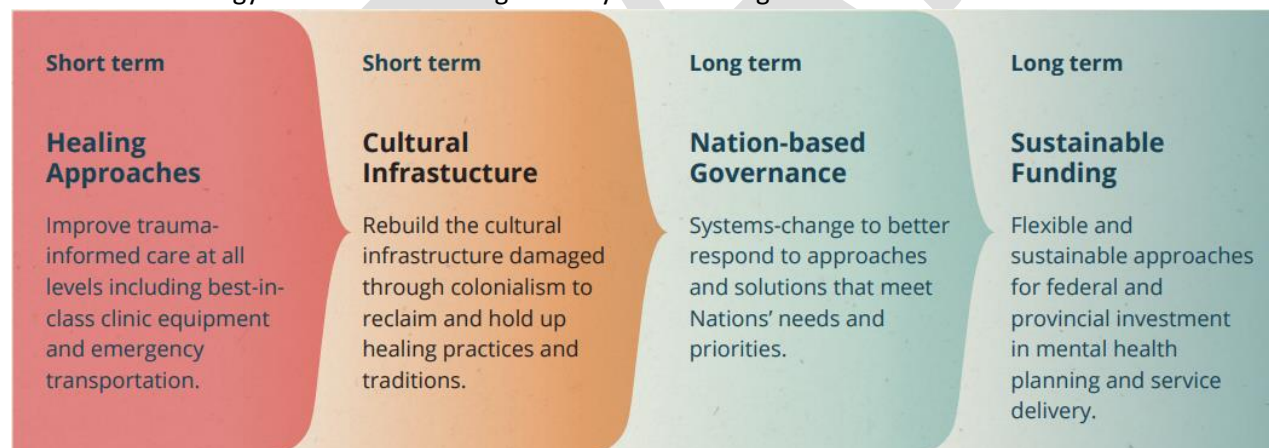 Short term
Healing
Approaches
Improve trauma-
informed care at all
levels including best-in-
class clinic equipment
and emergency
transportation.
Short term
Cultural
Infrastucture
Rebuild the cultural
infrastructure damaged
through colonialism to
reclaim and hold up
healing practices and
traditions.
Long term
Nation-based
Governance
Systems-change to better
respond to approaches
and solutions that meet
Nations’ needs and
priorities.
Long term
Sustainable
Funding
Flexible and
sustainable approaches
for federal and
provincial investment
in mental health
planning and service
delivery.